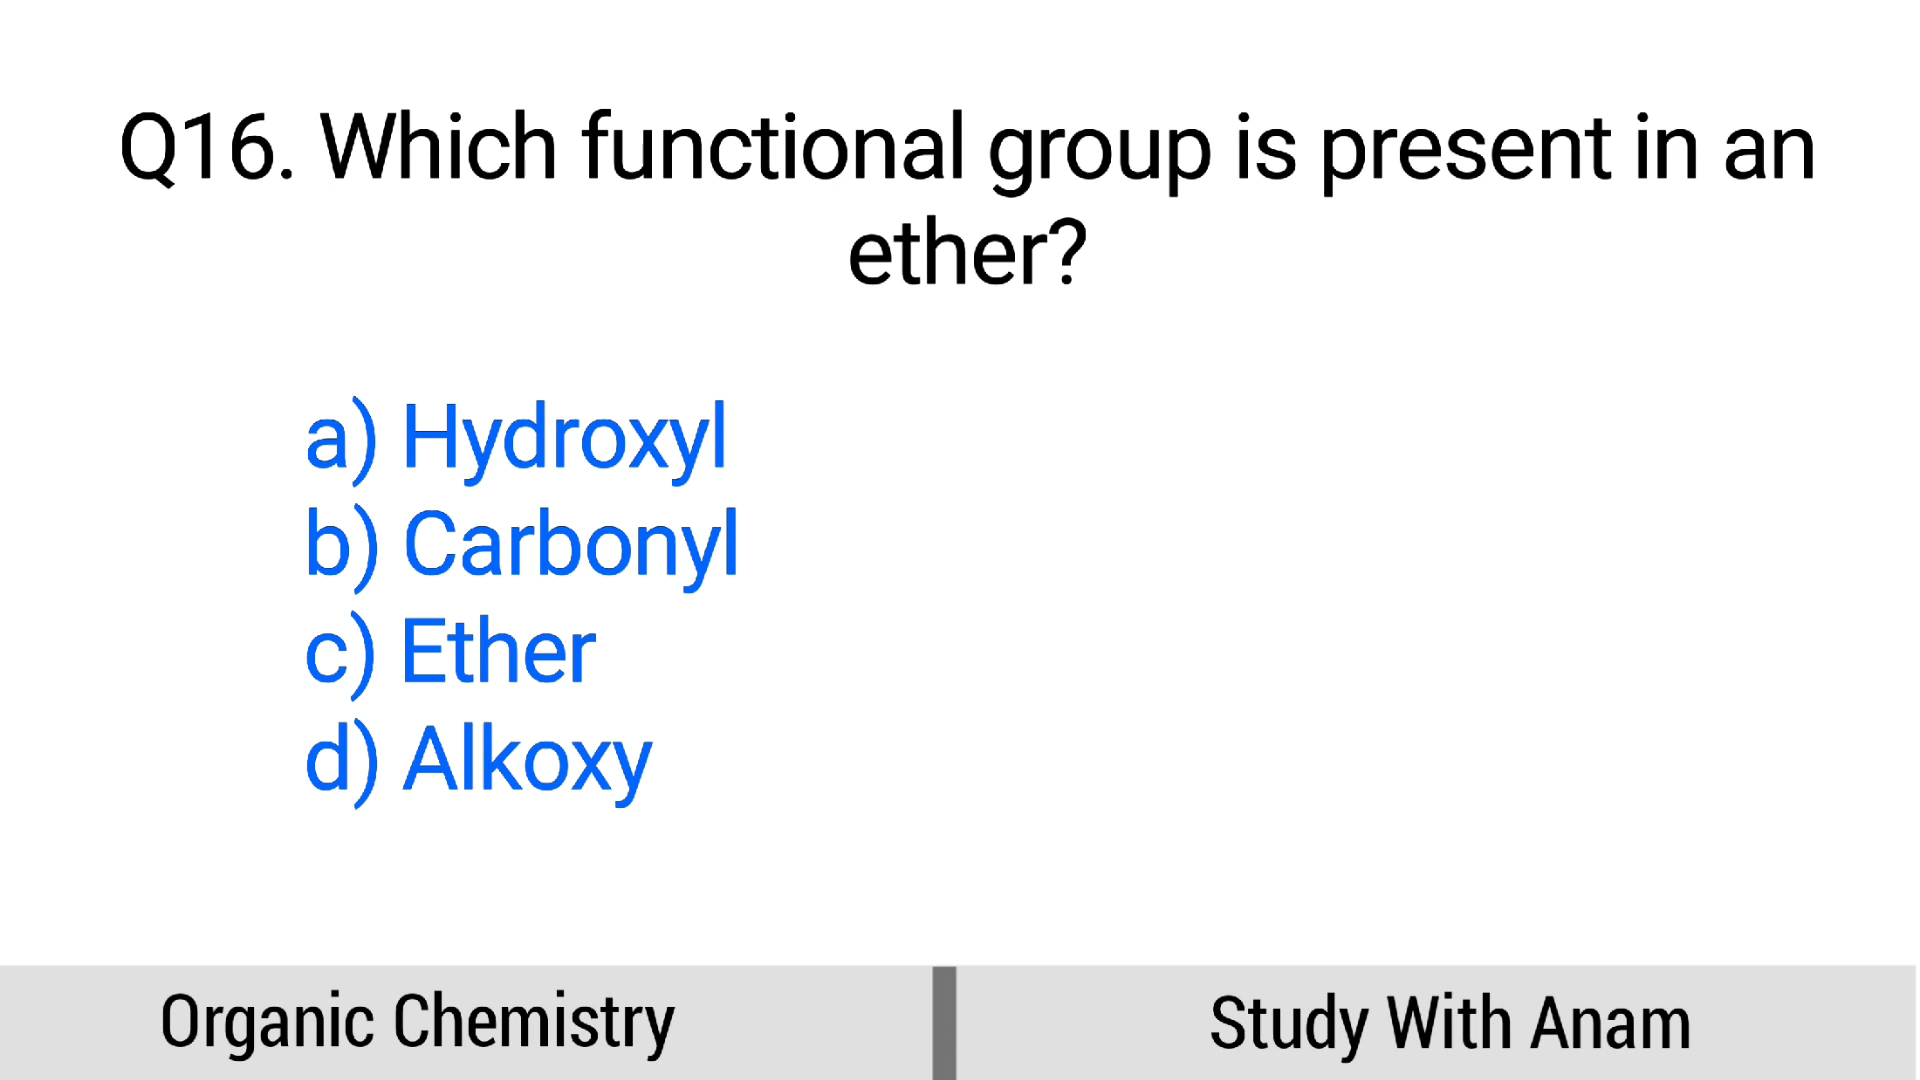 Q16. Which functional group is present in an
ether?
a) Hydroxyl
b) Carbonyl
c) Ether
d) Alkoxy
Organic Chemistry
Study With Anam